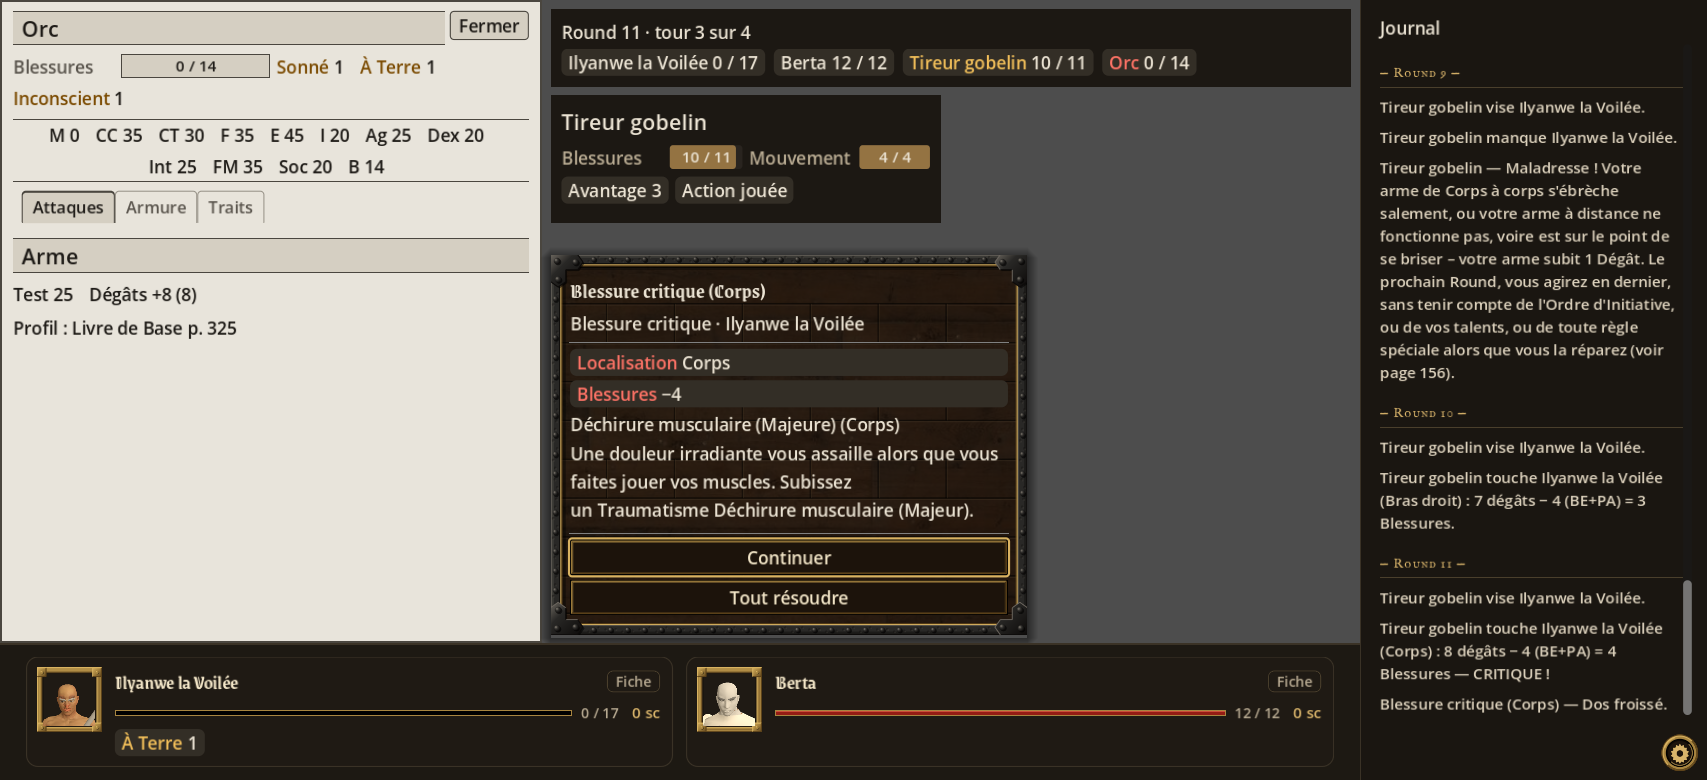 Orc
Fermer
Blessures 0 / 14 Sonné 1 À Terre 1
Inconscient 1
M 0 CC 35 CT 30 F 35 E 45 I 20 Ag 25 Dex 20
Int 25 FM 35 Soc 20 B 14
Attaques Armure Traits
Arme
Test 25 Dégâts +8 (8)
Profil : Livre de Base p. 325
Round 11 · tour 3 sur 4
Ilyanwe la Voilée 0 / 17 Berta 12 / 12 Tireur gobelin 10 / 11 Orc 0 / 14
Tireur gobelin
Blessures 10 / 11 Mouvement 4 / 4
Avantage 3 Action jouée
Blessure critique (Corps)
Blessure critique · Ilyanwe la Voilée
Localisation Corps
Blessures −4
Déchirure musculaire (Majeure) (Corps)
Une douleur irradiante vous assaille alors que vous
faites jouer vos muscles. Subissez
un Traumatisme Déchirure musculaire (Majeur).
Continuer
Tout résoudre
Ilyanwe la Voilée
Fiche
0 / 17 0 sc
À Terre 1
Berta
Fiche
12 / 12 0 sc
Journal
– Round 9 –
Tireur gobelin vise Ilyanwe la Voilée.
Tireur gobelin manque Ilyanwe la Voilée.
Tireur gobelin — Maladresse ! Votre
arme de Corps à corps s'ébrèche
salement, ou votre arme à distance ne
fonctionne pas, voire est sur le point de
se briser – votre arme subit 1 Dégât. Le
prochain Round, vous agirez en dernier,
sans tenir compte de l'Ordre d'Initiative,
ou de vos talents, ou de toute règle
spéciale alors que vous la réparez (voir
page 156).
– Round 10 –
Tireur gobelin vise Ilyanwe la Voilée.
Tireur gobelin touche Ilyanwe la Voilée
(Bras droit) : 7 dégâts − 4 (BE+PA) = 3
Blessures.
– Round 11 –
Tireur gobelin vise Ilyanwe la Voilée.
Tireur gobelin touche Ilyanwe la Voilée
(Corps) : 8 dégâts − 4 (BE+PA) = 4
Blessures — CRITIQUE !
Blessure critique (Corps) — Dos froissé.